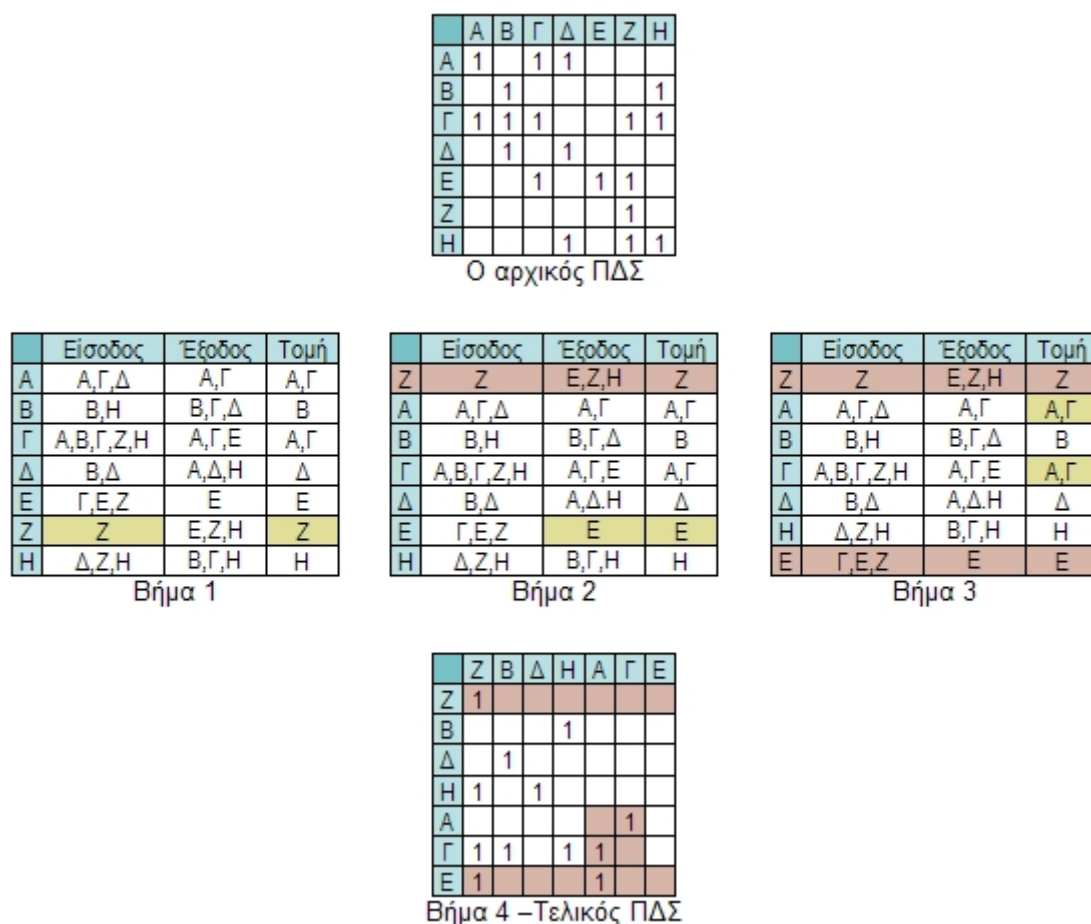 Α Β Γ Δ Ε Ζ Η
Α 1 1 1
Β 1 1
Γ 1 1 1 1 1
Δ 1 1
Ε 1 1 1
Ζ 1
Η 1 1 1
Ο αρχικός ΠΔΣ
Είσοδος Έξοδος Τομή
Α Α,Γ,Δ Α,Γ Α,Γ
Β Β,Η Β,Γ,Δ Β
Γ Α,Β,Γ,Ζ,Η Α,Γ,Ε Α,Γ
Δ Β,Δ Α,Δ,Η Δ
Ε Γ,Ε,Ζ Ε Ε
Ζ Ζ Ε,Ζ,Η Ζ
Η Δ,Ζ,Η Β,Γ,Η Η
Βήμα 1
Είσοδος Έξοδος Τομή
Ζ Ζ Ε,Ζ,Η Ζ
Α Α,Γ,Δ Α,Γ Α,Γ
Β Β,Η Β,Γ,Δ Β
Γ Α,Β,Γ,Ζ,Η Α,Γ,Ε Α,Γ
Δ Β,Δ Α,Δ.Η Δ
Ε Γ,Ε,Ζ Ε Ε
Η Δ,Ζ,Η Β,Γ,Η Η
Βήμα 2
Είσοδος Έξοδος Τομή
Ζ Ζ Ε,Ζ,Η Ζ
Α Α,Γ,Δ Α,Γ Α,Γ
Β Β,Η Β,Γ,Δ Β
Γ Α,Β,Γ,Ζ,Η Α,Γ,Ε Α,Γ
Δ Β,Δ Α,Δ.Η Δ
Η Δ,Ζ,Η Β,Γ,Η Η
Ε Γ,Ε,Ζ Ε Ε
Βήμα 3
Ζ Β Δ Η Α Γ Ε
Ζ 1
Β 1
Δ 1
Η 1 1
Α 1
Γ 1 1 1 1
Ε 1 1
Βήμα 4 –Τελικός ΠΔΣ